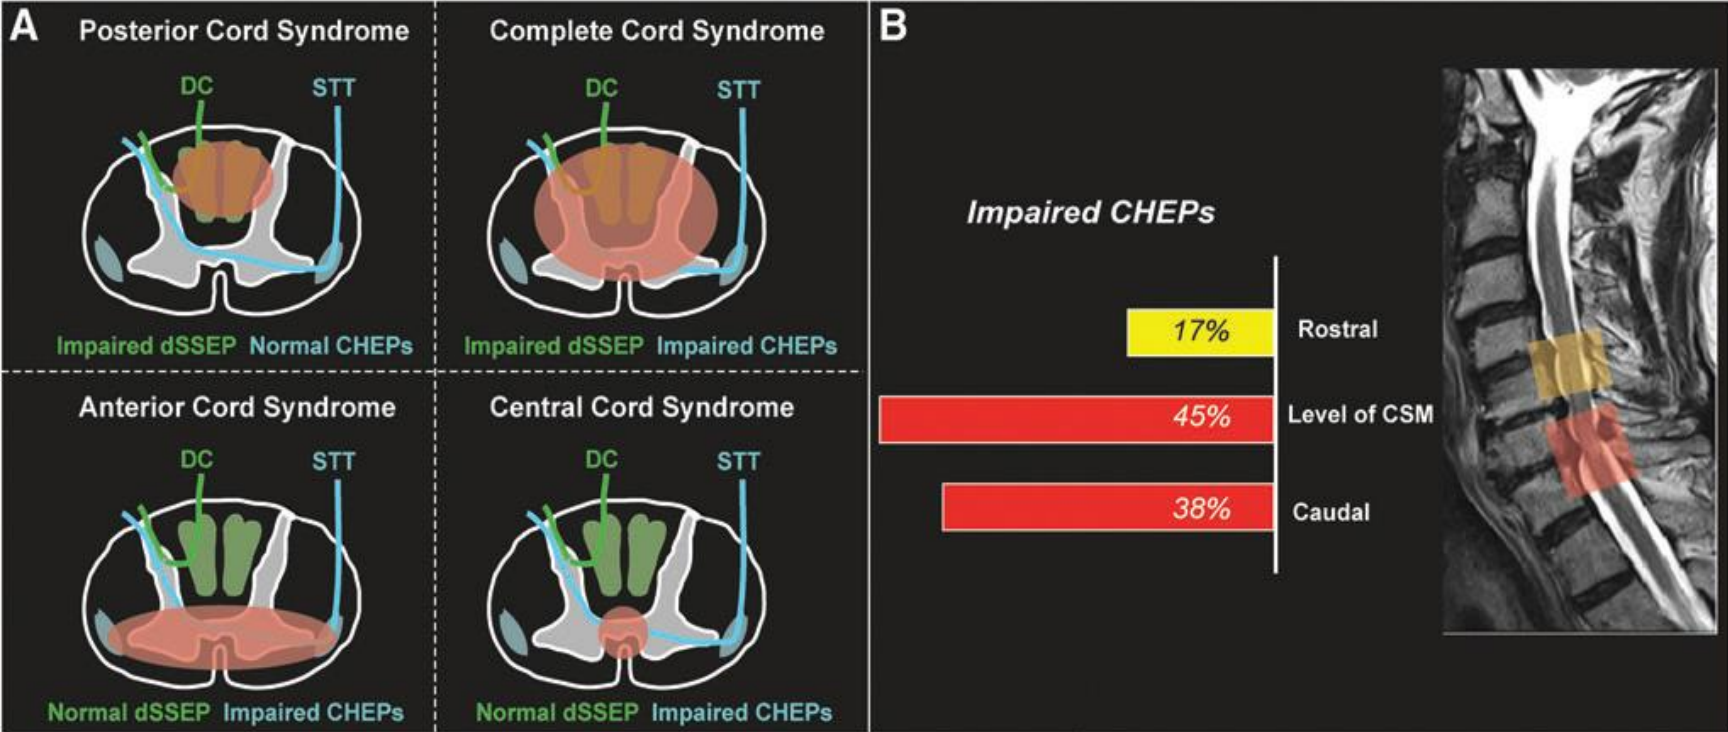 A
Posterior Cord Syndrome
DC
STT
Impaired dSSEP Normal CHEPs
Complete Cord Syndrome
DC
STT
Impaired dSSEP Impaired CHEPs
Anterior Cord Syndrome
DC
STT
Normal dSSEP Impaired CHEPs
Central Cord Syndrome
DC
STT
Normal dSSEP Impaired CHEPs
B
Impaired CHEPs
17% Rostral
45% Level of CSM
38% Caudal